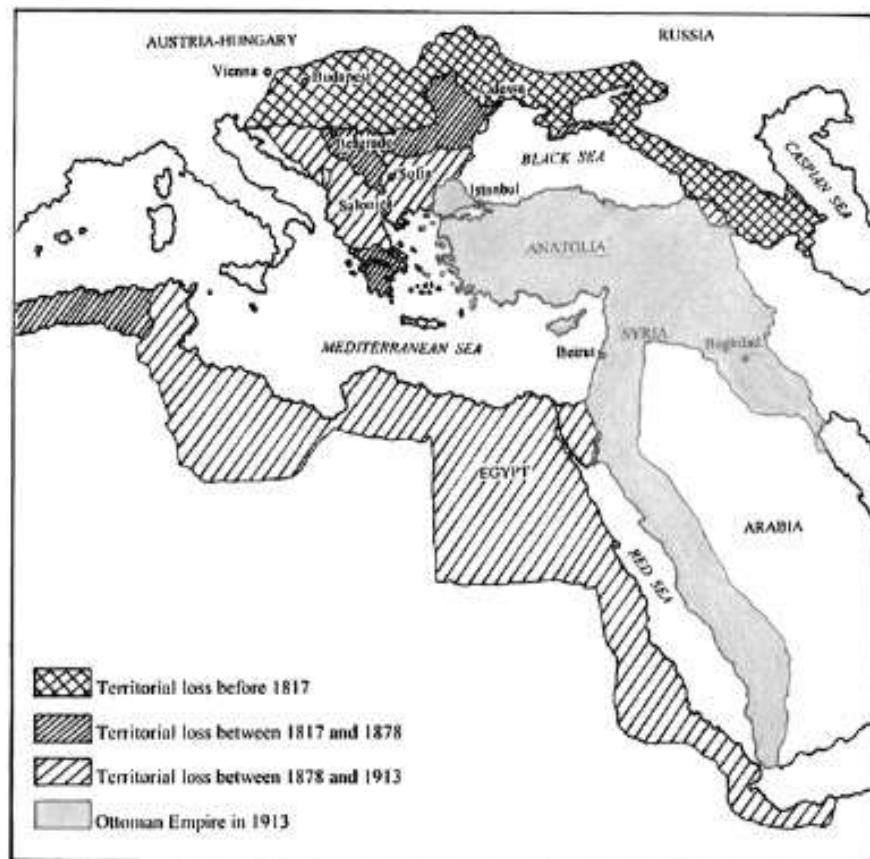 AUSTRIA-HUNGARY
RUSSIA
Vienna
Budapest
Odessa
Belgrade
BLACK SEA
CASPIAN SEA
Sofia
Istanbul
Salonica
ANATOLIA
MEDITERRANEAN SEA
SYRIA
Beirut
Baghdad
EGYPT
ARABIA
RED SEA
Territorial loss before 1817
Territorial loss between 1817 and 1878
Territorial loss between 1878 and 1913
Ottoman Empire in 1913